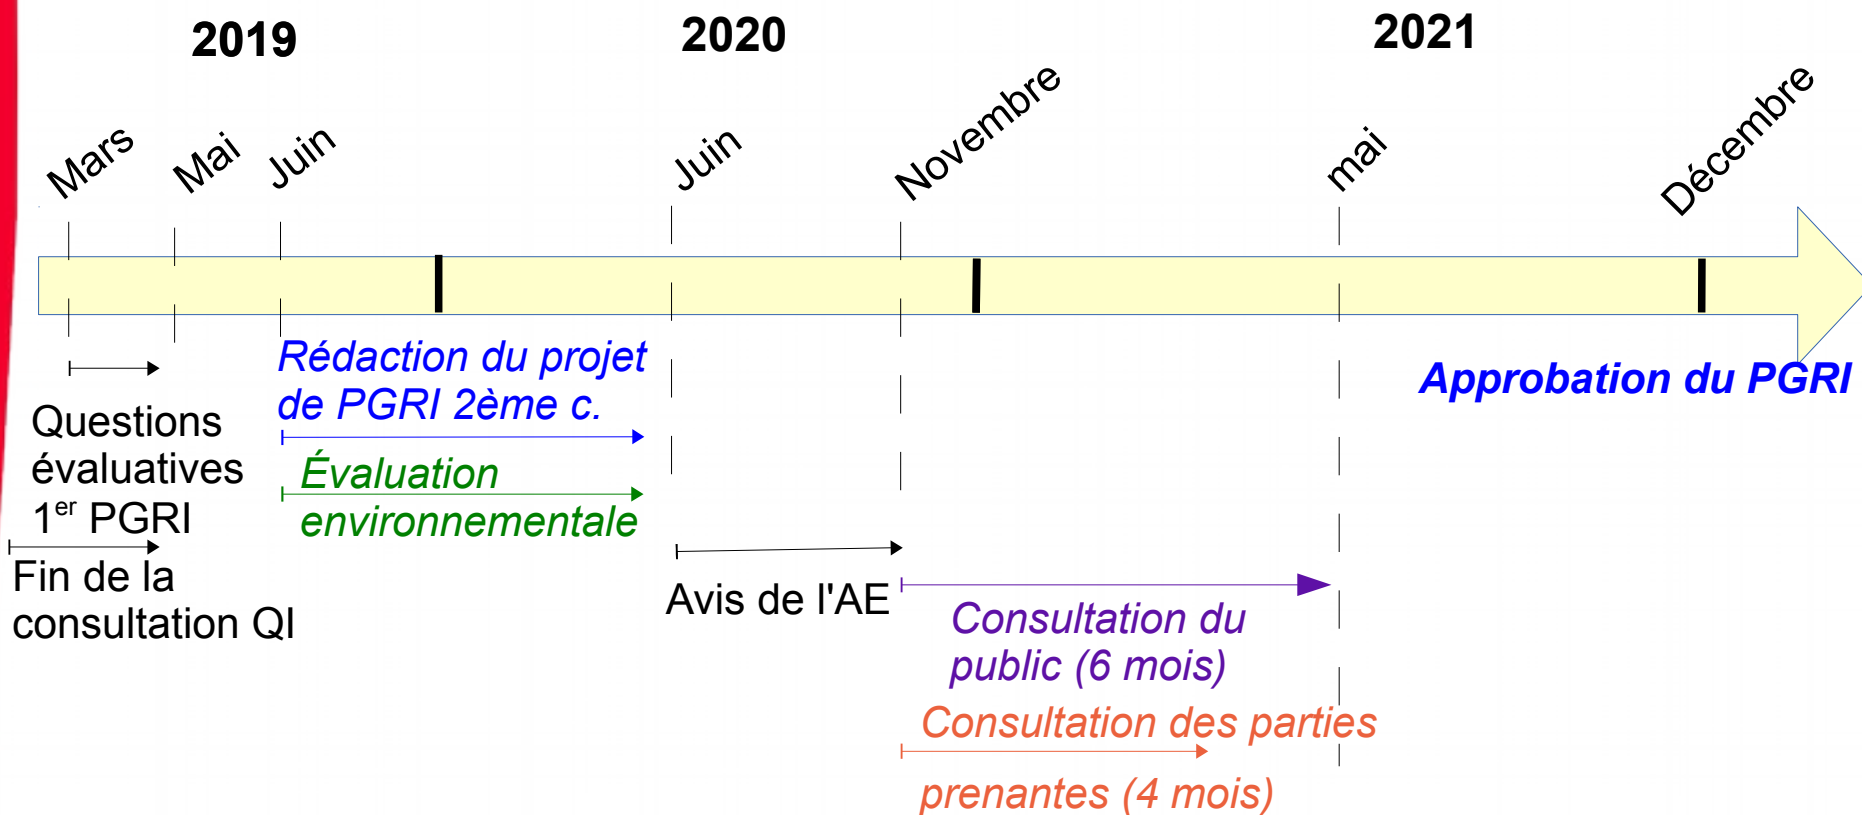 2019
2020
2021
Mars
Mai
Juin
Juin
Novembre
mai
Décembre
Questions
évaluatives
1er PGRI
Fin de la
consultation QI
Rédaction du projet
de PGRI 2ème c.
Évaluation
environnementale
Avis de l'AE
Consultation du
public (6 mois)
Consultation des parties
prenantes (4 mois)
Approbation du PGRI